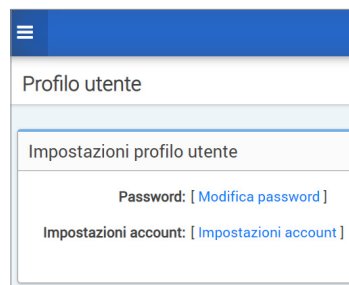 Profilo utente
Impostazioni profilo utente
Password: [ Modifica password ]
Impostazioni account: [ Impostazioni account ]